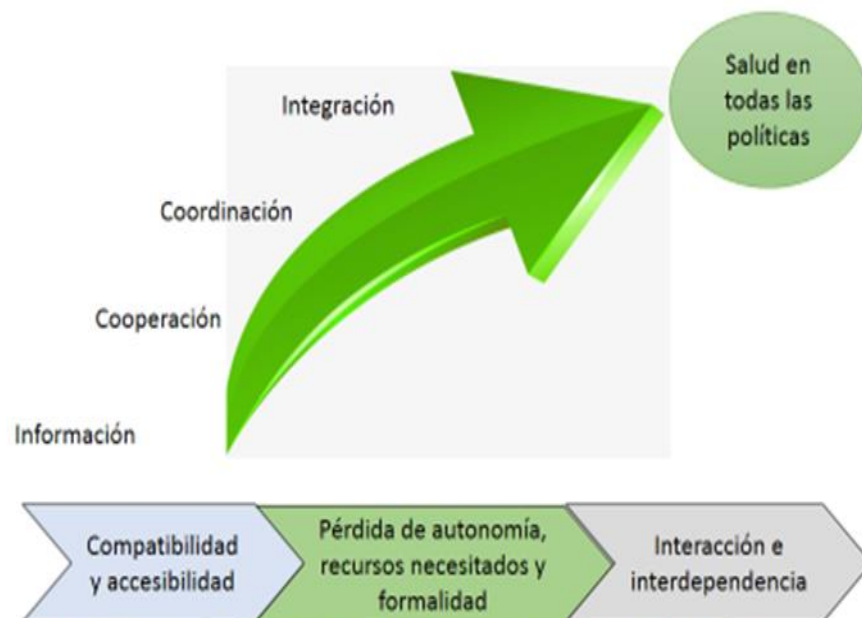 Salud en
todas las
políticas
Integración
Coordinación
Cooperación
Información
Compatibilidad
y accesibilidad
Pérdida de autonomía,
recursos necesitados y
formalidad
Interacción e
interdependencia